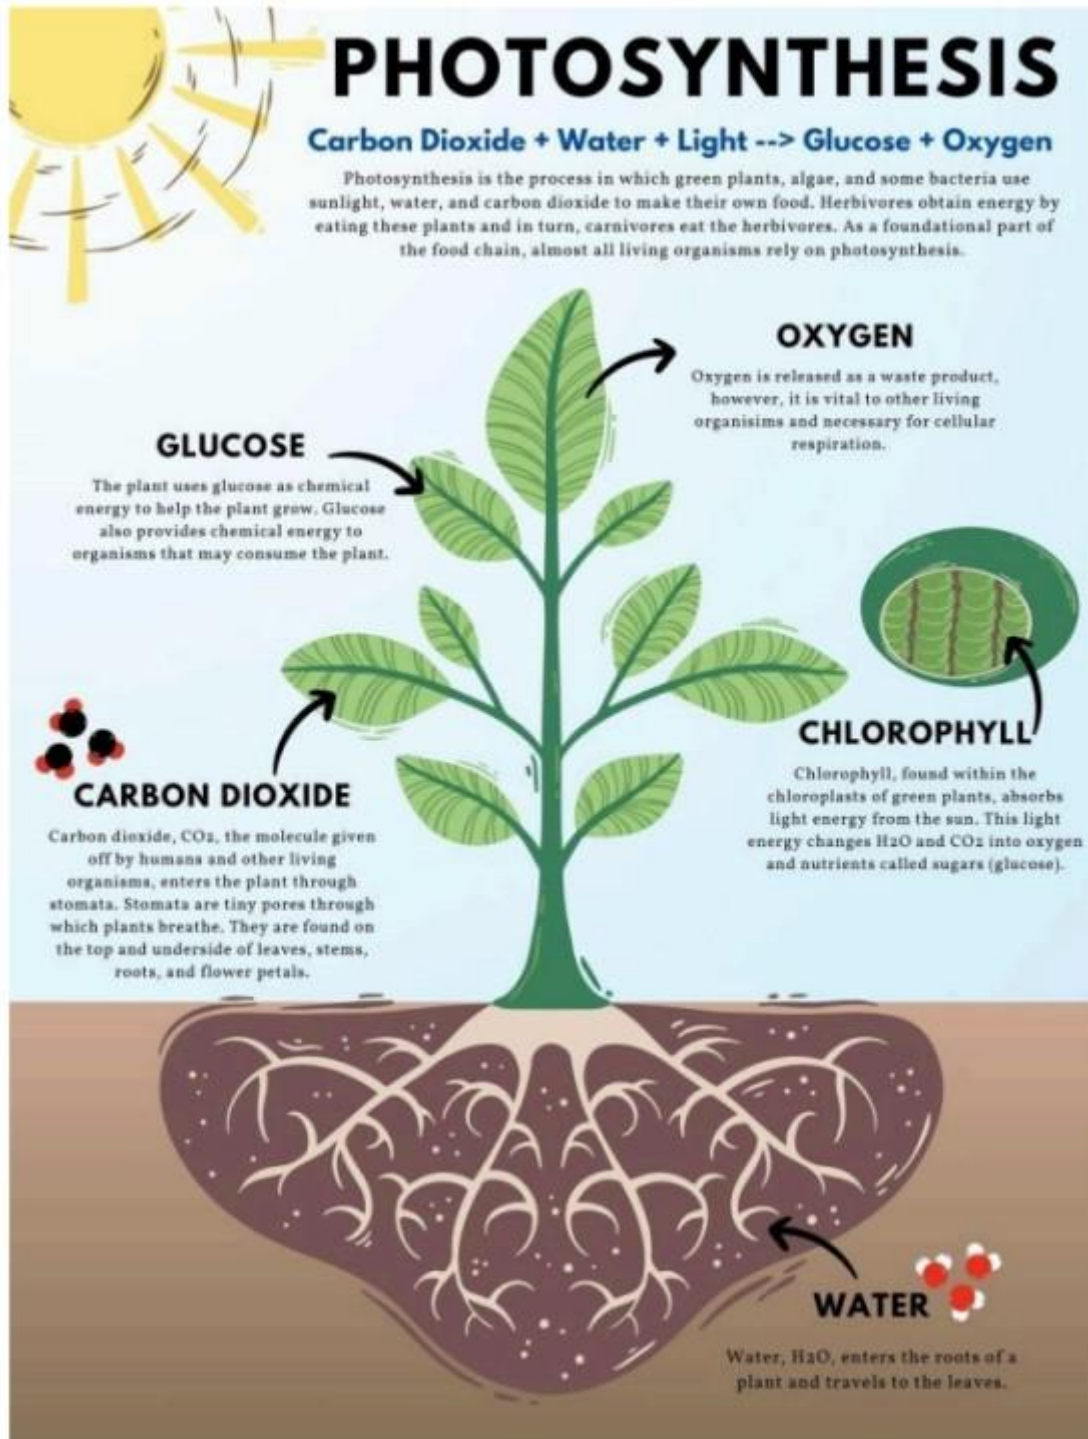 PHOTOSYNTHESIS
Carbon Dioxide + Water + Light --> Glucose + Oxygen
Photosynthesis is the process in which green plants, algae, and some bacteria use
sunlight, water, and carbon dioxide to make their own food. Herbivores obtain energy by
eating these plants and in turn, carnivores eat the herbivores. As a foundational part of
the food chain, almost all living organisms rely on photosynthesis.
OXYGEN
Oxygen is released as a waste product,
however, it is vital to other living
organisims and necessary for cellular
respiration.
GLUCOSE
The plant uses glucose as chemical
energy to help the plant grow. Glucose
also provides chemical energy to
organisms that may consume the plant.
CHLOROPHYLL
Chlorophyll, found within the
chloroplasts of green plants, absorbs
light energy from the sun. This light
energy changes H2O and CO2 into oxygen
and nutrients called sugars (glucose).
CARBON DIOXIDE
Carbon dioxide, CO2, the molecule given
off by humans and other living
organisms, enters the plant through
stomata. Stomata are tiny pores through
which plants breathe. They are found on
the top and underside of leaves, stems,
roots, and flower petals.
WATER
Water, H2O, enters the roots of a
plant and travels to the leaves.